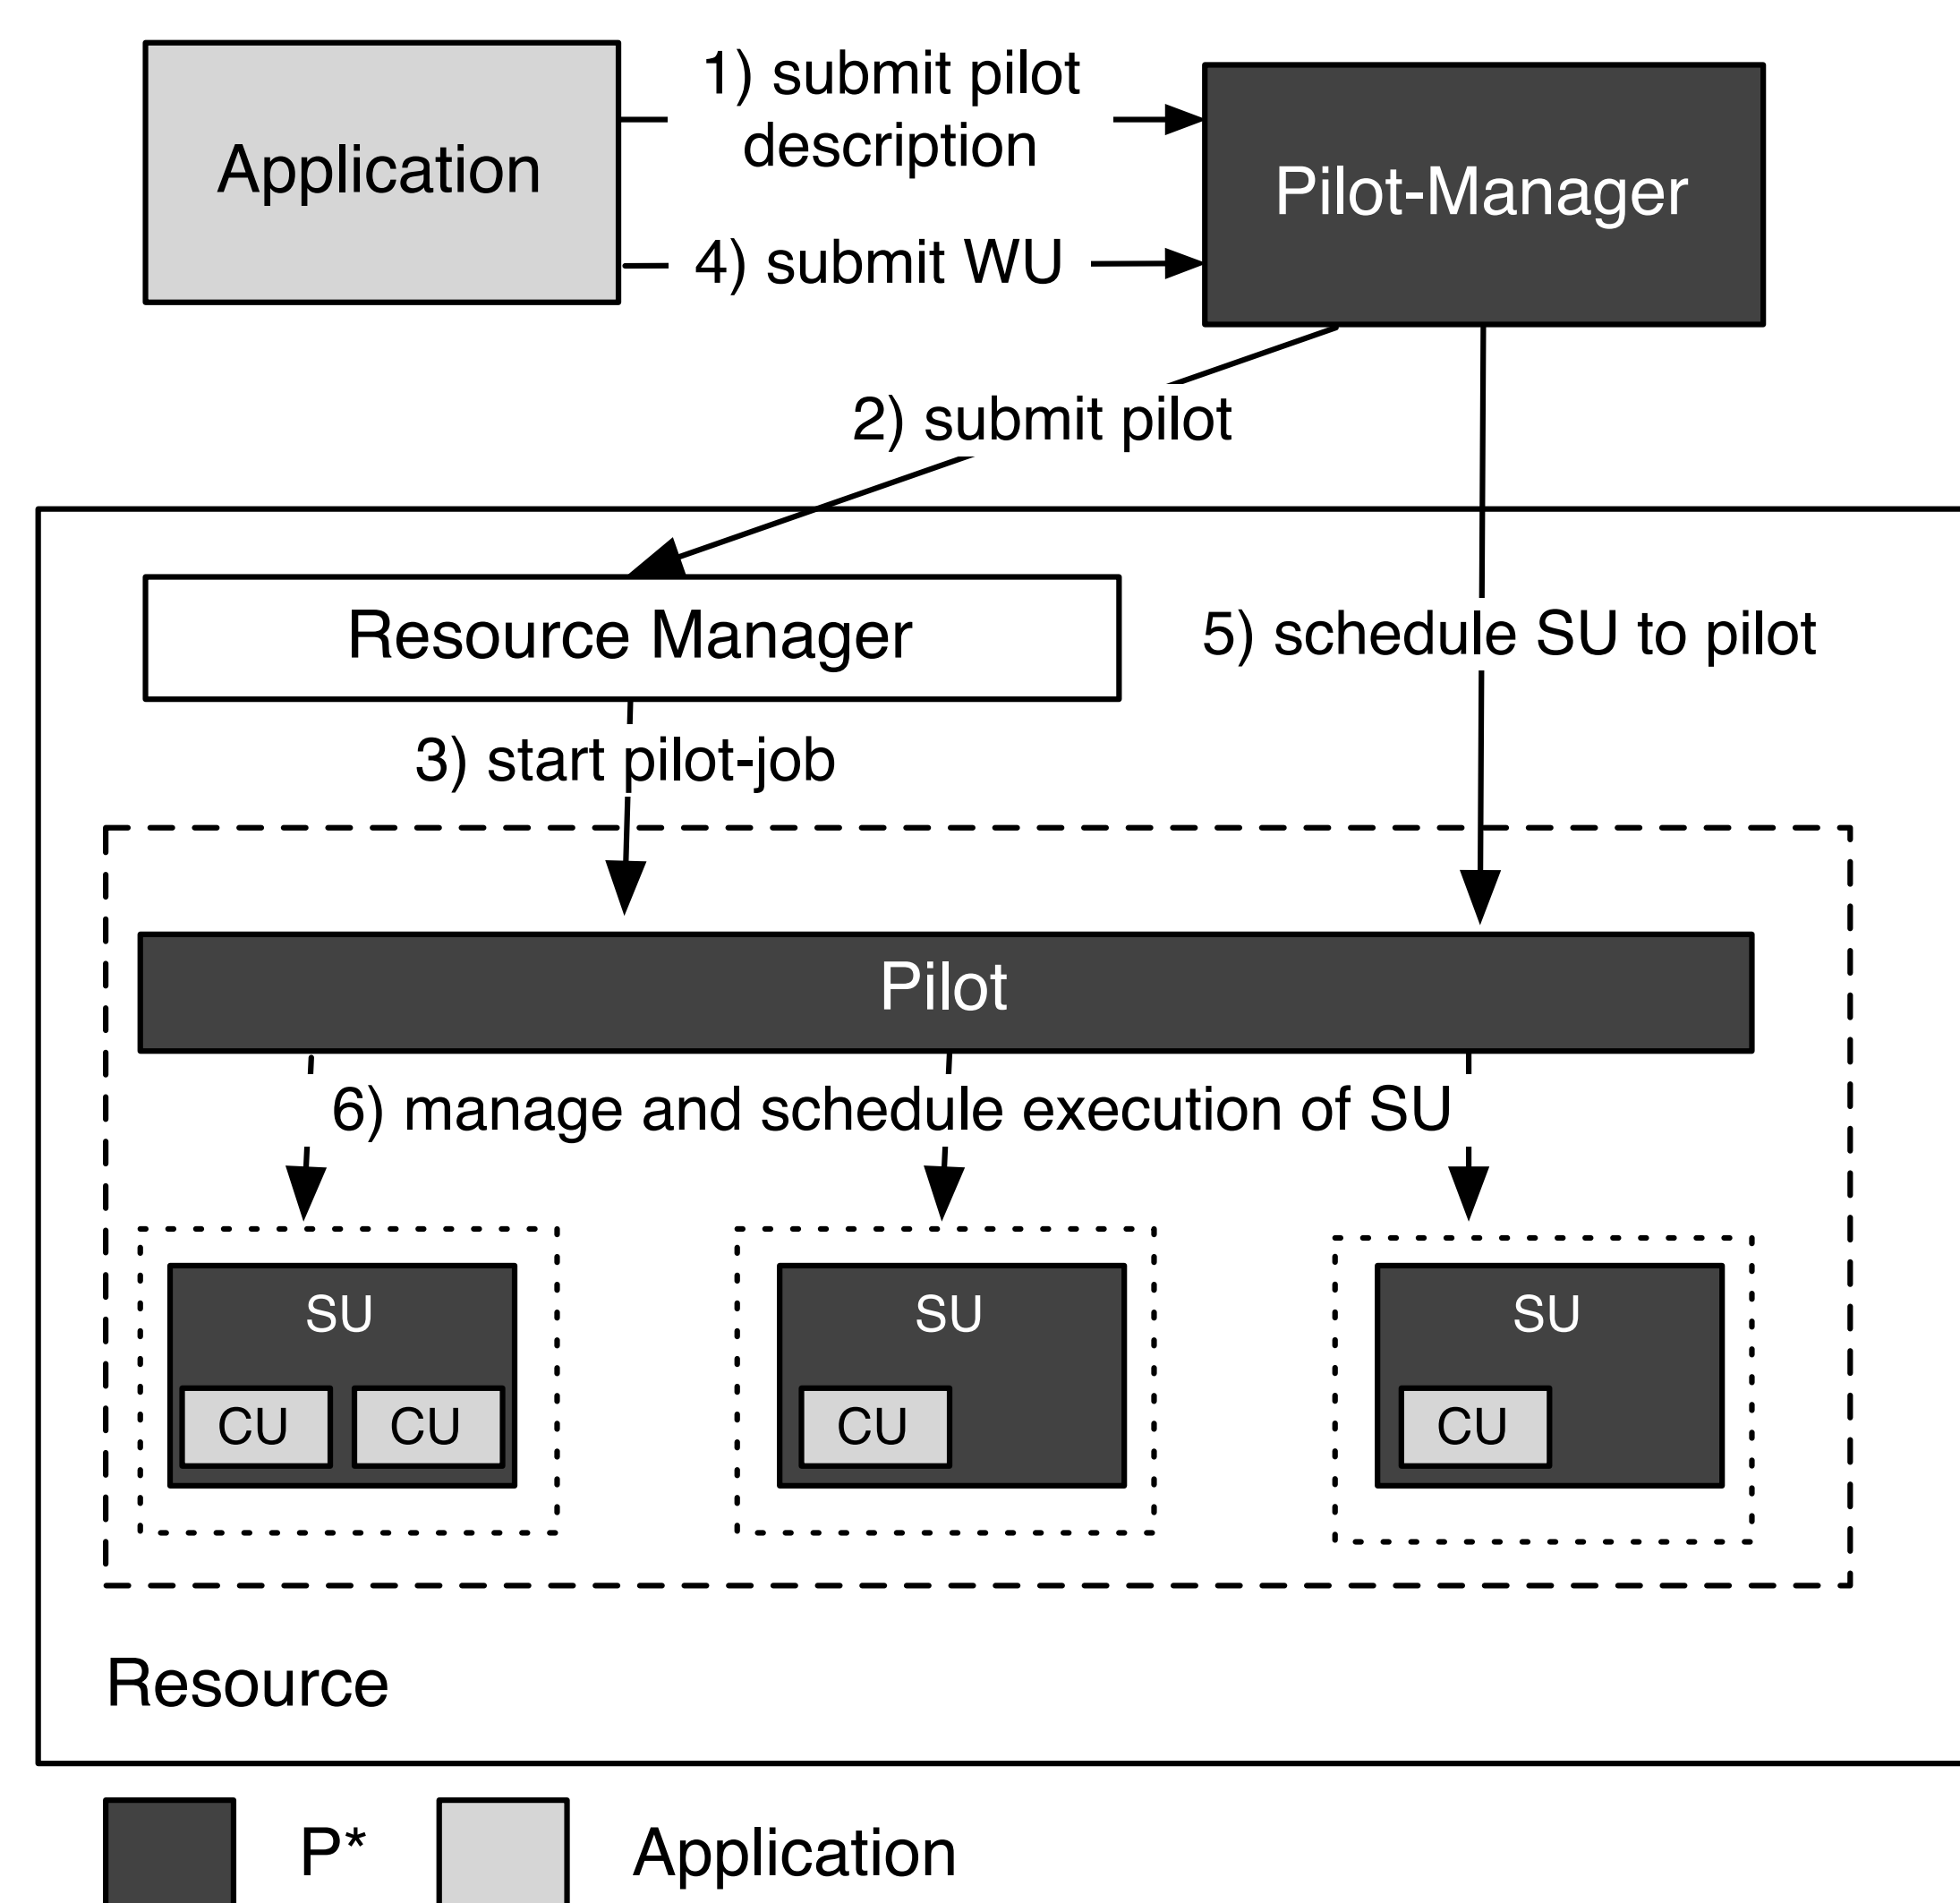 1) submit pilot
description
Application
Pilot-Manager
4) submit WU
2) submit pilot
Resource Manager
5) schedule SU to pilot
3) start pilot-job
Pilot
6) manage and schedule execution of SU
SU
SU
SU
CU
CU
CU
CU
Resource
P*
Application